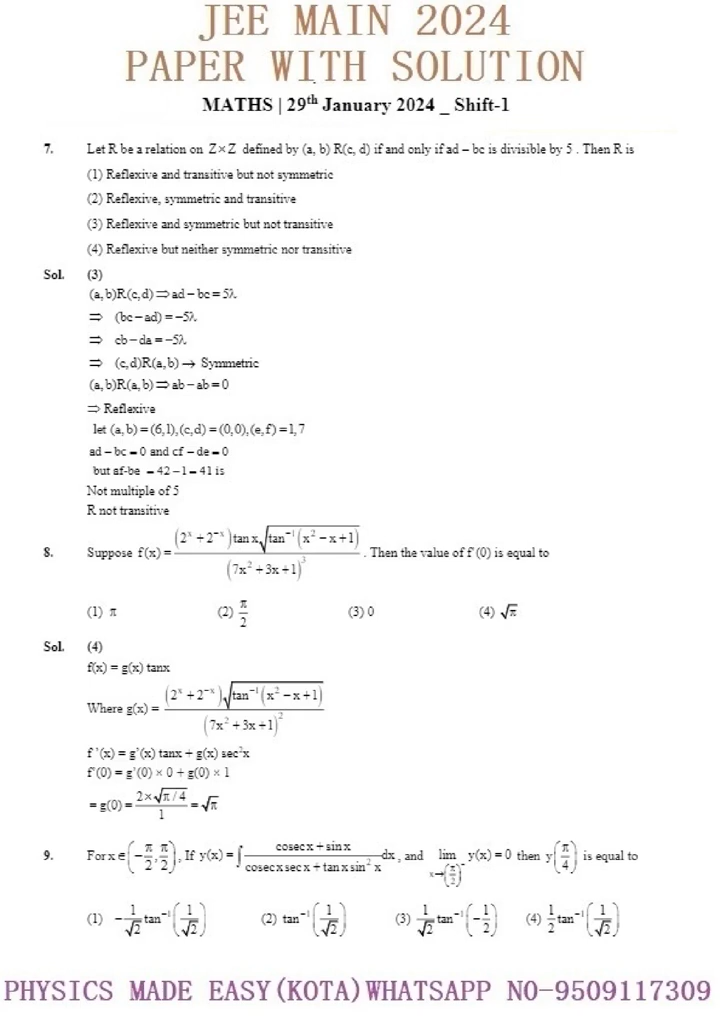 JEE MAIN 2024
PAPER WITH SOLUTION
MATHS | 29th January 2024 _ Shift-1
7. Let R be a relation on Z×Z defined by (a, b) R(c, d) if and only if ad – bc is divisible by 5 . Then R is
(1) Reflexive and transitive but not symmetric
(2) Reflexive, symmetric and transitive
(3) Reflexive and symmetric but not transitive
(4) Reflexive but neither symmetric nor transitive
Sol. (3)
(a,b)R(c,d) ⇒ ad – bc = 5λ
⇒ (bc – ad) = –5λ
⇒ cb – da = –5λ
⇒ (c,d)R(a,b) → Symmetric
(a,b)R(a,b) ⇒ ab – ab = 0
⇒ Reflexive
let (a,b) = (6,1),(c,d) = (0,0),(e,f) = 1,7
ad – bc = 0 and cf – de = 0
but af-be = 42 – 1 = 41 is
Not multiple of 5
R not transitive
8. Suppose f(x) = (2^x + 2^–x) tan x √(tan^–1(x^2 – x + 1)) / (7x^2 + 3x + 1)^3 . Then the value of f'(0) is equal to
(1) π (2) π/2 (3) 0 (4) √π
Sol. (4)
f(x) = g(x) tanx
Where g(x) = (2^x + 2^–x) √(tan^–1(x^2 – x + 1)) / (7x^2 + 3x + 1)^2
f '(x) = g'(x) tanx + g(x) sec^2x
f'(0) = g'(0) × 0 + g(0) × 1
= g(0) = 2×√(π/4) / 1 = √π
9. For x ∈ (–π/2, π/2), If y(x) = ∫ (cosec x + sin x) / (cosec x sec x + tan x sin^2 x) dx , and lim x→(π/2)^- y(x) = 0 then y(π/4) is equal to
(1) –1/√2 tan^–1(1/√2) (2) tan^–1(1/√2) (3) 1/√2 tan^–1(–1/2) (4) 1/2 tan^–1(1/√2)
PHYSICS MADE EASY(KOTA)WHATSAPP NO-9509117309